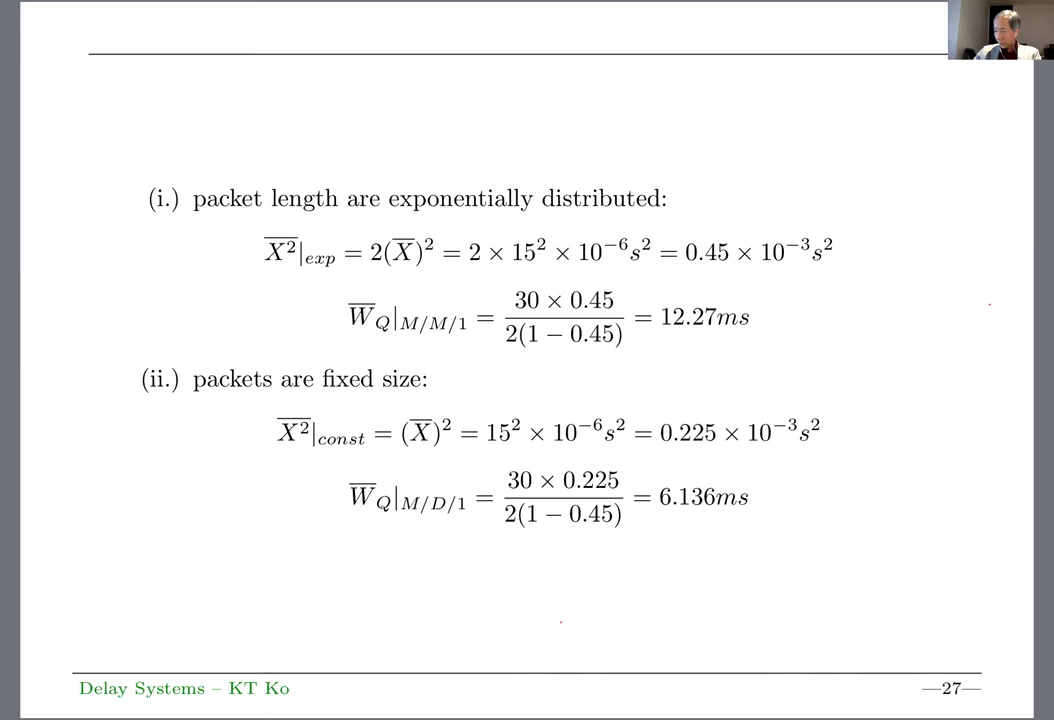 (i.) packet length are exponentially distributed:
$\overline{X^2}|_{exp} = 2(\overline{X})^2 = 2 \times 15^2 \times 10^{-6}s^2 = 0.45 \times 10^{-3}s^2$
$\overline{W}_Q|_{M/M/1} = \frac{30 \times 0.45}{2(1 - 0.45)} = 12.27ms$
(ii.) packets are fixed size:
$\overline{X^2}|_{const} = (\overline{X})^2 = 15^2 \times 10^{-6}s^2 = 0.225 \times 10^{-3}s^2$
$\overline{W}_Q|_{M/D/1} = \frac{30 \times 0.225}{2(1 - 0.45)} = 6.136ms$
Delay Systems – KT Ko —27—